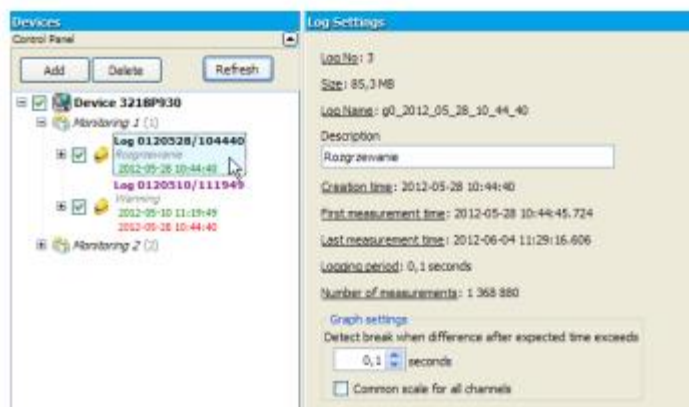 Devices
Control Panel
Add Delete Refresh
Device 3218P930
Monitoring 1 (1)
Log 0120528/104440
Rozgrzewanie
2012-05-28 10:44:40
Log 0120510/111949
Warning
2012-05-10 11:19:49
2012-05-28 10:44:40
Monitoring 2 (2)
Log Settings
Log No: 3
Size: 85,3 MB
Log Name: g0_2012_05_28_10_44_40
Description
Rozgrzewanie
Creation time: 2012-05-28 10:44:40
First measurement time: 2012-05-28 10:44:45.724
Last measurement time: 2012-06-04 11:29:16.606
Logging period: 0,1 seconds
Number of measurements: 1 368 880
Graph settings
Detect break when difference after expected time exceeds
0,1 seconds
Common scale for all channels